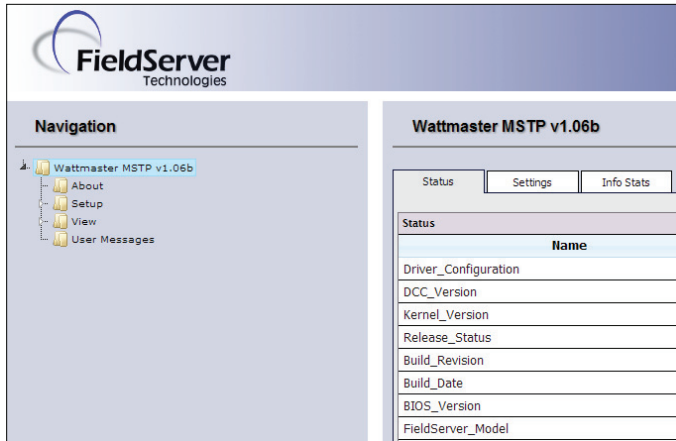 FieldServer
Technologies
Navigation
Wattmaster MSTP v1.06b
About
Setup
View
User Messages
Wattmaster MSTP v1.06b
Status
Settings
Info Stats
Status
Name
Driver_Configuration
DCC_Version
Kernel_Version
Release_Status
Build_Revision
Build_Date
BIOS_Version
FieldServer_Model